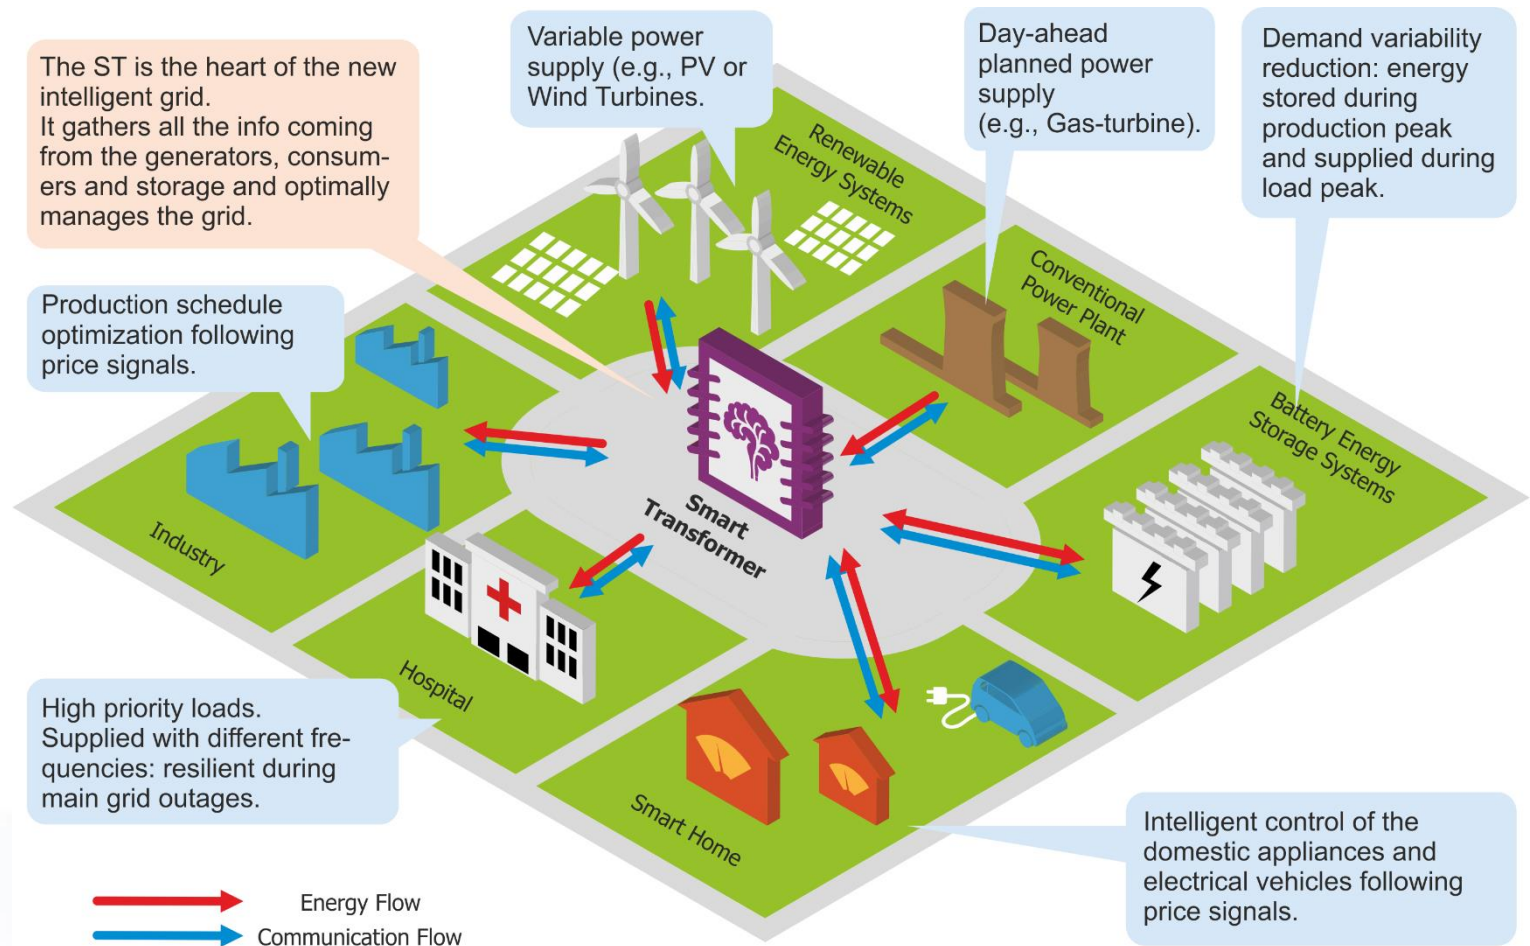 The ST is the heart of the new
intelligent grid.
It gathers all the info coming
from the generators, consum-
ers and storage and optimally
manages the grid.
Variable power
supply (e.g., PV or
Wind Turbines.
Day-ahead
planned power
supply
(e.g., Gas-turbine).
Demand variability
reduction: energy
stored during
production peak
and supplied during
load peak.
Renewable
Energy Systems
Conventional
Power Plant
Production schedule
optimization following
price signals.
Battery Energy
Storage Systems
Smart
Transformer
Industry
Hospital
High priority loads.
Supplied with different fre-
quencies: resilient during
main grid outages.
Smart Home
Intelligent control of the
domestic appliances and
electrical vehicles following
price signals.
Energy Flow
Communication Flow